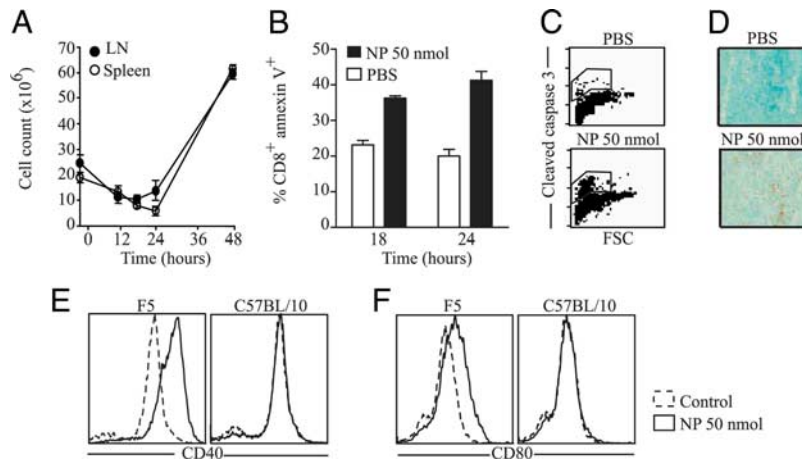 A
70
60
50
40
30
20
10
0
Cell count (x10⁶)
LN
Spleen
0 12 24 36 48
Time (hours)
B
50
40
30
20
10
0
% CD8⁺ annexin V⁺
NP 50 nmol
PBS
18 24
Time (hours)
C
PBS
NP 50 nmol
Cleaved caspase 3
FSC
D
PBS
NP 50 nmol
E
F5 C57BL/10
CD40
F
F5 C57BL/10
CD80
Control
NP 50 nmol